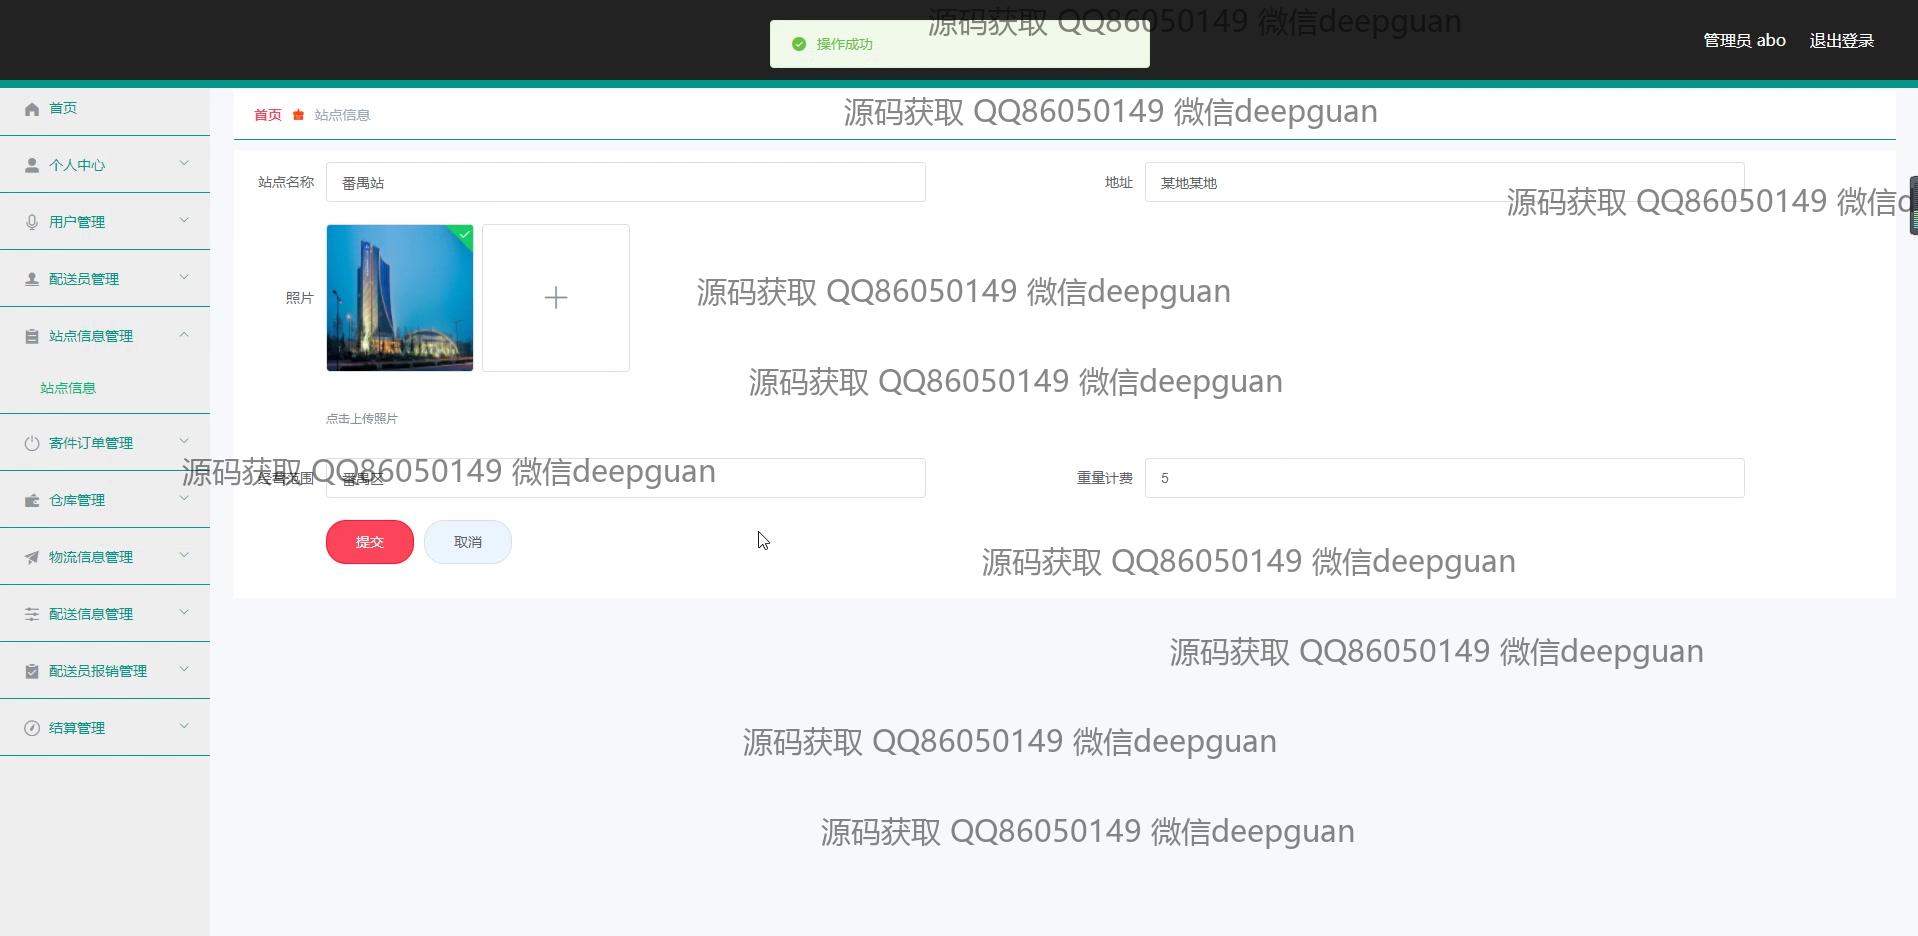 源码获取 QQ86050149 微信deepguan
操作成功
管理员 abo
退出登录
首页
个人中心
用户管理
配送员管理
站点信息管理
站点信息
寄件订单管理
仓库管理
物流信息管理
配送信息管理
配送员报销管理
结算管理
首页 站点信息
源码获取 QQ86050149 微信deepguan
站点名称 番禺站
地址 某地某地
源码获取 QQ86050149 微信d
照片
源码获取 QQ86050149 微信deepguan
源码获取 QQ86050149 微信deepguan
点击上传照片
源码获取 QQ86050149 微信deepguan
经营范围 番禺区
重量计费 5
提交
取消
源码获取 QQ86050149 微信deepguan
源码获取 QQ86050149 微信deepguan
源码获取 QQ86050149 微信deepguan
源码获取 QQ86050149 微信deepguan